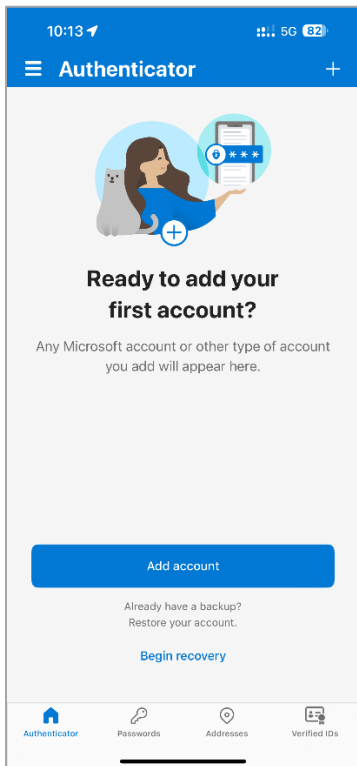 10:13 5G 82
Authenticator
***
Ready to add your
first account?
Any Microsoft account or other type of account
you add will appear here.
Add account
Already have a backup?
Restore your account.
Begin recovery
Authenticator Passwords Addresses Verified IDs